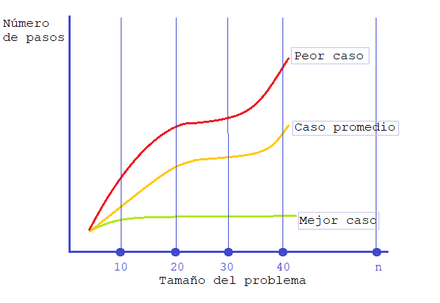 Número
de pasos
Peor caso
Caso promedio
Mejor caso
10 20 30 40 n
Tamaño del problema